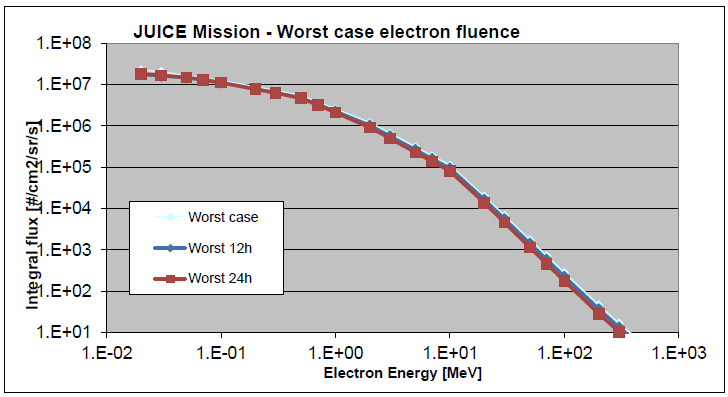 JUICE Mission - Worst case electron fluence
Integral flux [#/cm2/sr/s]
1.E+08
1.E+07
1.E+06
1.E+05
1.E+04
1.E+03
1.E+02
1.E+01
Worst case
Worst 12h
Worst 24h
1.E-02 1.E-01 1.E+00 1.E+01 1.E+02 1.E+03
Electron Energy [MeV]